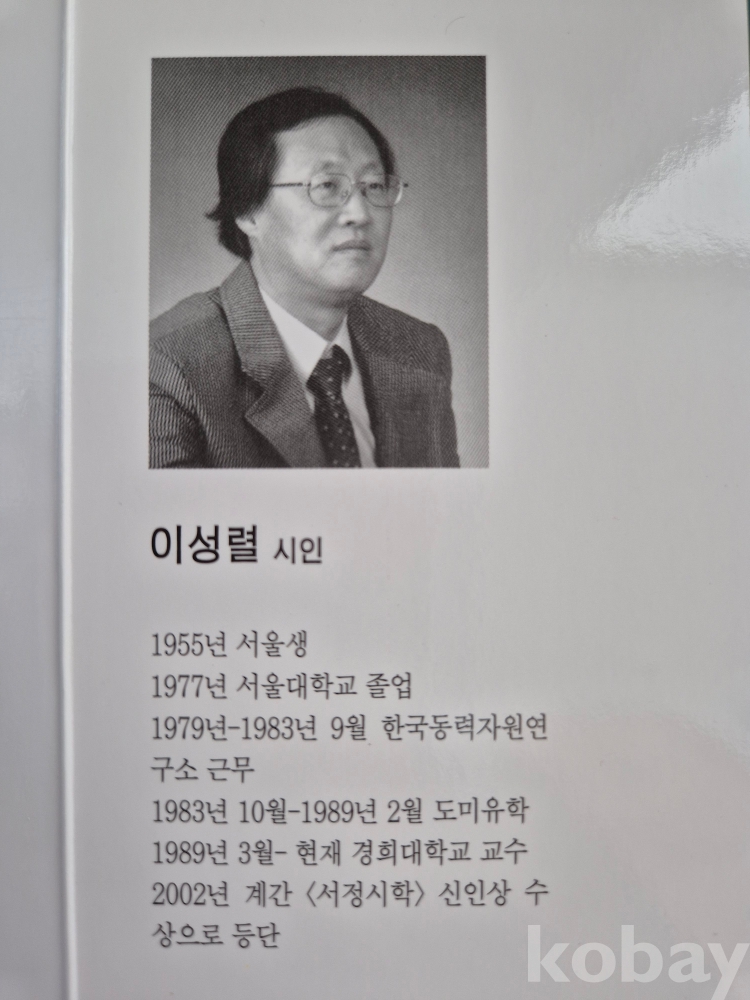 이성렬 시인
1955년 서울생
1977년 서울대학교 졸업
1979년-1983년 9월 한국동력자원연
구소 근무
1983년 10월-1989년 2월 도미유학
1989년 3월- 현재 경희대학교 교수
2002년 계간 〈서정시학〉 신인상 수
상으로 등단
kobay